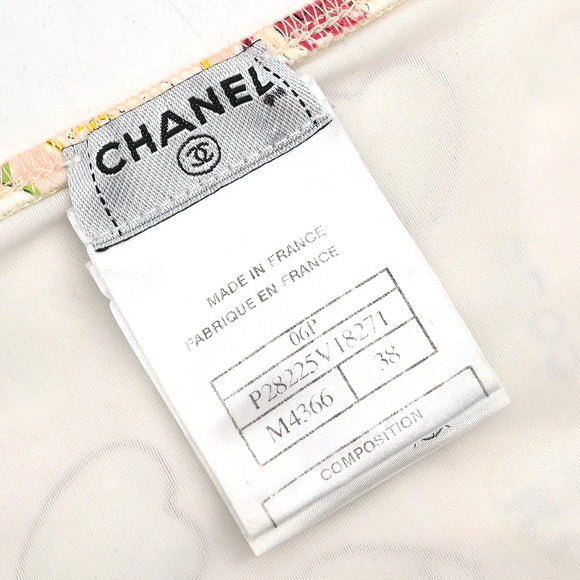 CHANEL
MADE IN FRANCE
FABRIQUE EN FRANCE
06P
P28225V18271
M4366 38
COMPOSITION